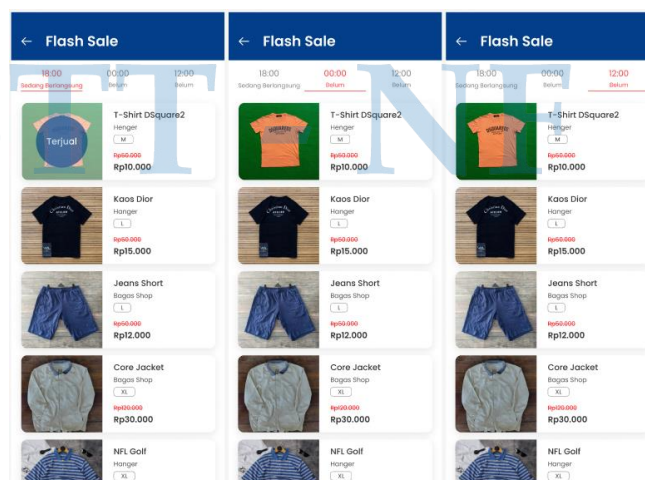 ← Flash Sale
18:00 00:00 12:00
Sedang Berlangsung Belum Belum
T-Shirt DSquare2
Henger
M
Rp50.000
Rp10.000
Terjual
Kaos Dior
Hanger
L
Rp50.000
Rp15.000
Jeans Short
Bagas Shop
L
Rp50.000
Rp12.000
Core Jacket
Bagas Shop
XL
Rp120.000
Rp30.000
NFL Golf
Hanger
XL
← Flash Sale
18:00 00:00 12:00
Sedang Berlangsung Belum Belum
T-Shirt DSquare2
Henger
M
Rp50.000
Rp10.000
Kaos Dior
Hanger
L
Rp50.000
Rp15.000
Jeans Short
Bagas Shop
L
Rp50.000
Rp12.000
Core Jacket
Bagas Shop
XL
Rp120.000
Rp30.000
NFL Golf
Hanger
XL
← Flash Sale
18:00 00:00 12:00
Sedang Berlangsung Belum Belum
T-Shirt DSquare2
Henger
M
Rp50.000
Rp10.000
Kaos Dior
Hanger
L
Rp50.000
Rp15.000
Jeans Short
Bagas Shop
L
Rp50.000
Rp12.000
Core Jacket
Bagas Shop
XL
Rp120.000
Rp30.000
NFL Golf
Hanger
XL
TT NF